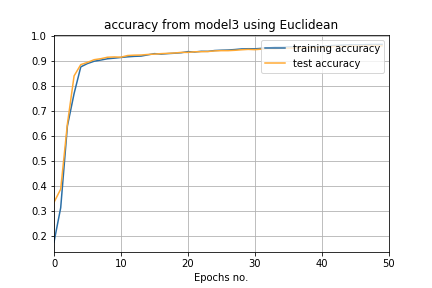 accuracy from model3 using Euclidean
1.0
0.9
0.8
0.7
0.6
0.5
0.4
0.3
0.2
training accuracy
test accuracy
0 10 20 30 40 50
Epochs no.